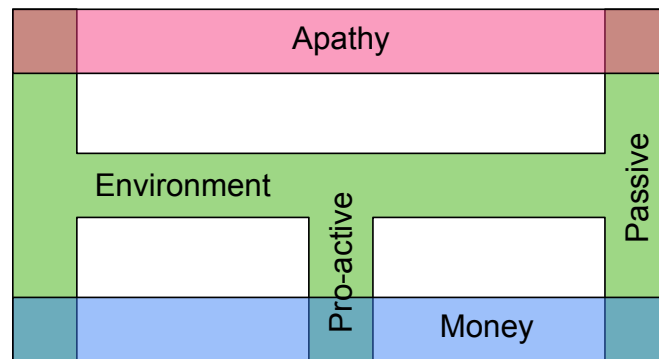 Apathy
Environment
Pro-active
Passive
Money